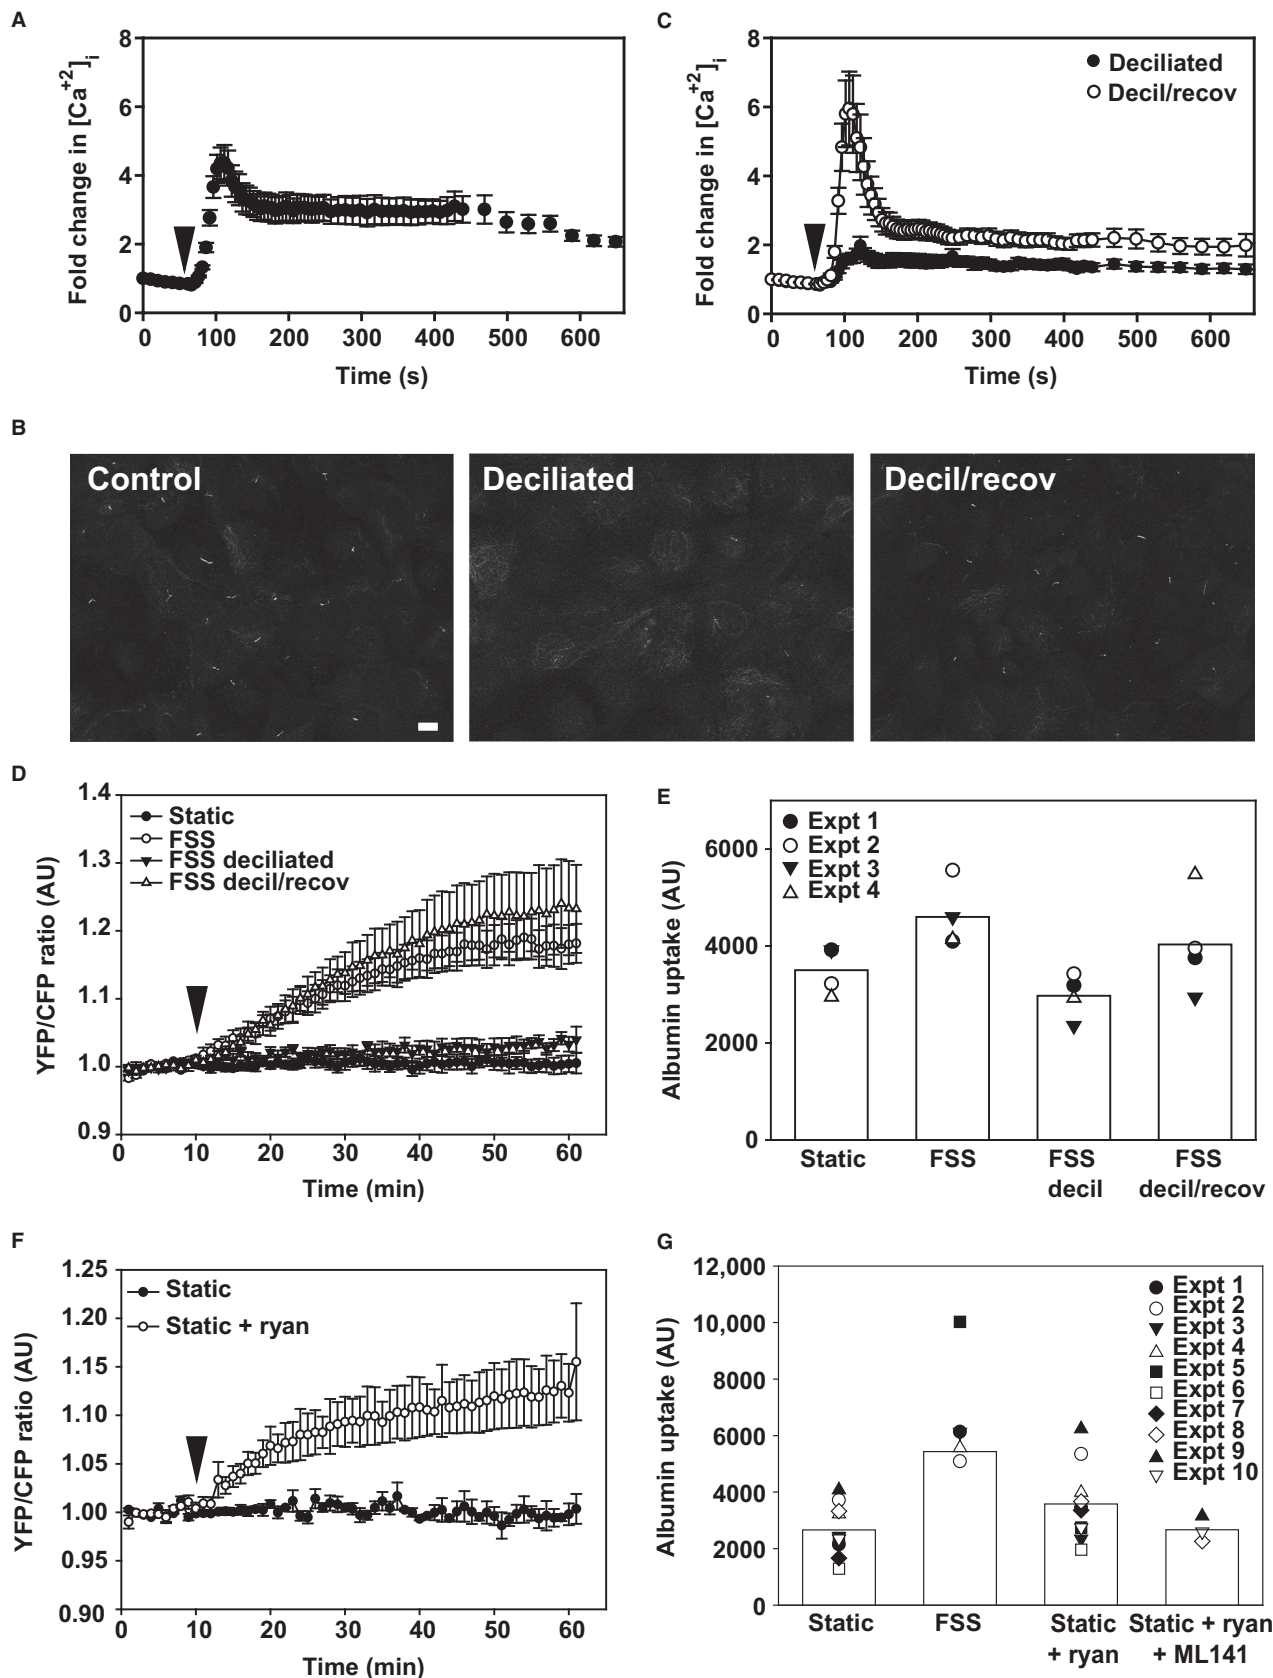 A
8
6
4
2
0
Fold change in [Ca+2]i
0 100 200 300 400 500 600
Time (s)
C
8
6
4
2
0
Fold change in [Ca+2]i
Deciliated
Decil/recov
0 100 200 300 400 500 600
Time (s)
B
Control
Deciliated
Decil/recov
D
1.4
1.3
1.2
1.1
1.0
0.9
YFP/CFP ratio (AU)
Static
FSS
FSS deciliated
FSS decil/recov
0 10 20 30 40 50 60
Time (min)
E
6000
4000
2000
0
Albumin uptake (AU)
Expt 1
Expt 2
Expt 3
Expt 4
Static FSS FSS FSS
decil decil/recov
F
1.25
1.20
1.15
1.10
1.05
1.00
0.95
0.90
YFP/CFP ratio (AU)
Static
Static + ryan
0 10 20 30 40 50 60
Time (min)
G
12,000
10,000
8000
6000
4000
2000
0
Albumin uptake (AU)
Expt 1
Expt 2
Expt 3
Expt 4
Expt 5
Expt 6
Expt 7
Expt 8
Expt 9
Expt 10
Static FSS Static Static + ryan
+ ryan + ML141